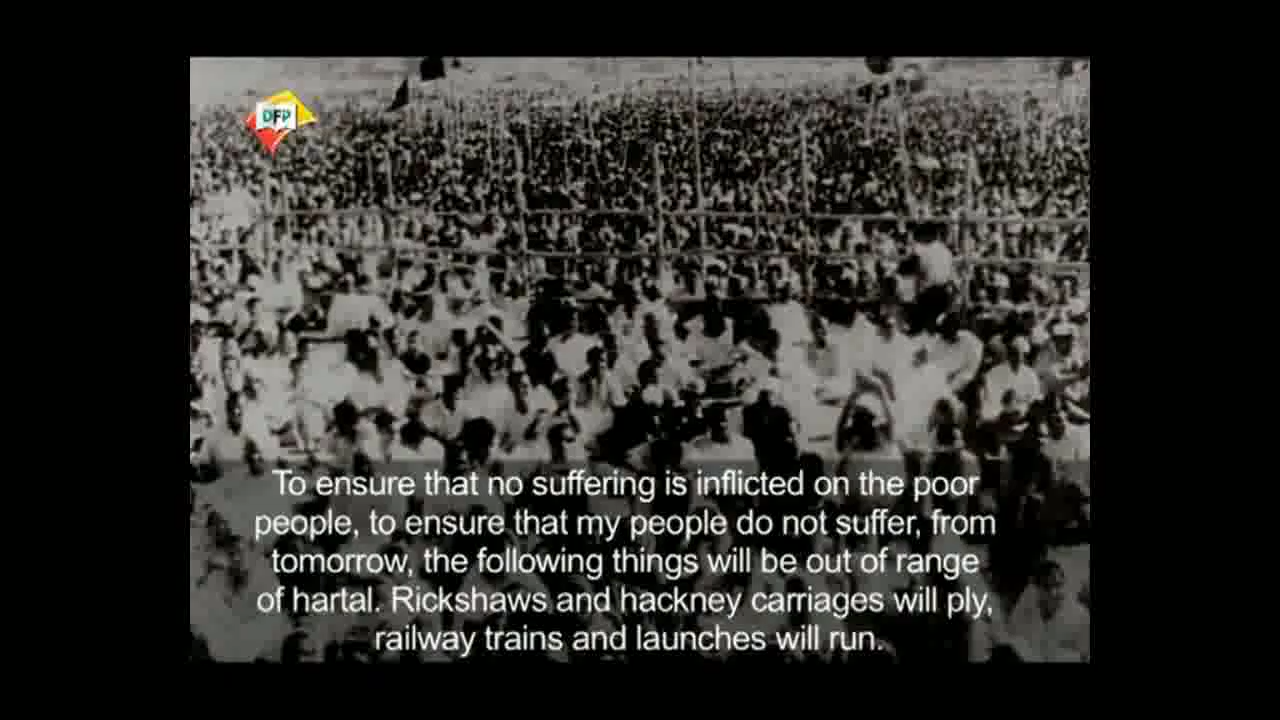 DFP
To ensure that no suffering is inflicted on the poor
people, to ensure that my people do not suffer, from
tomorrow, the following things will be out of range
of hartal. Rickshaws and hackney carriages will ply,
railway trains and launches will run.